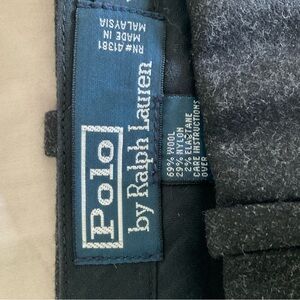 Polo
by Ralph Lauren
RN# 41381
MADE IN
MALAYSIA
69% WOOL
29% NYLON
2% ELASTANE
CARE INSTRUCTIONS
OVER